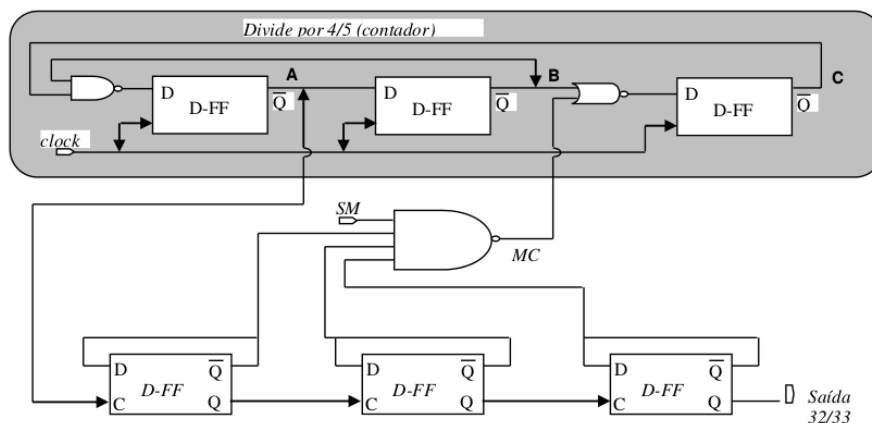 Divide por 4/5 (contador)
A
B
C
D
Q
D-FF
D
Q
D-FF
D
Q
D-FF
clock
SM
MC
D
Q
D-FF
C
Q
D
Q
D-FF
C
Q
D
Q
D-FF
C
Q
Saída
32/33